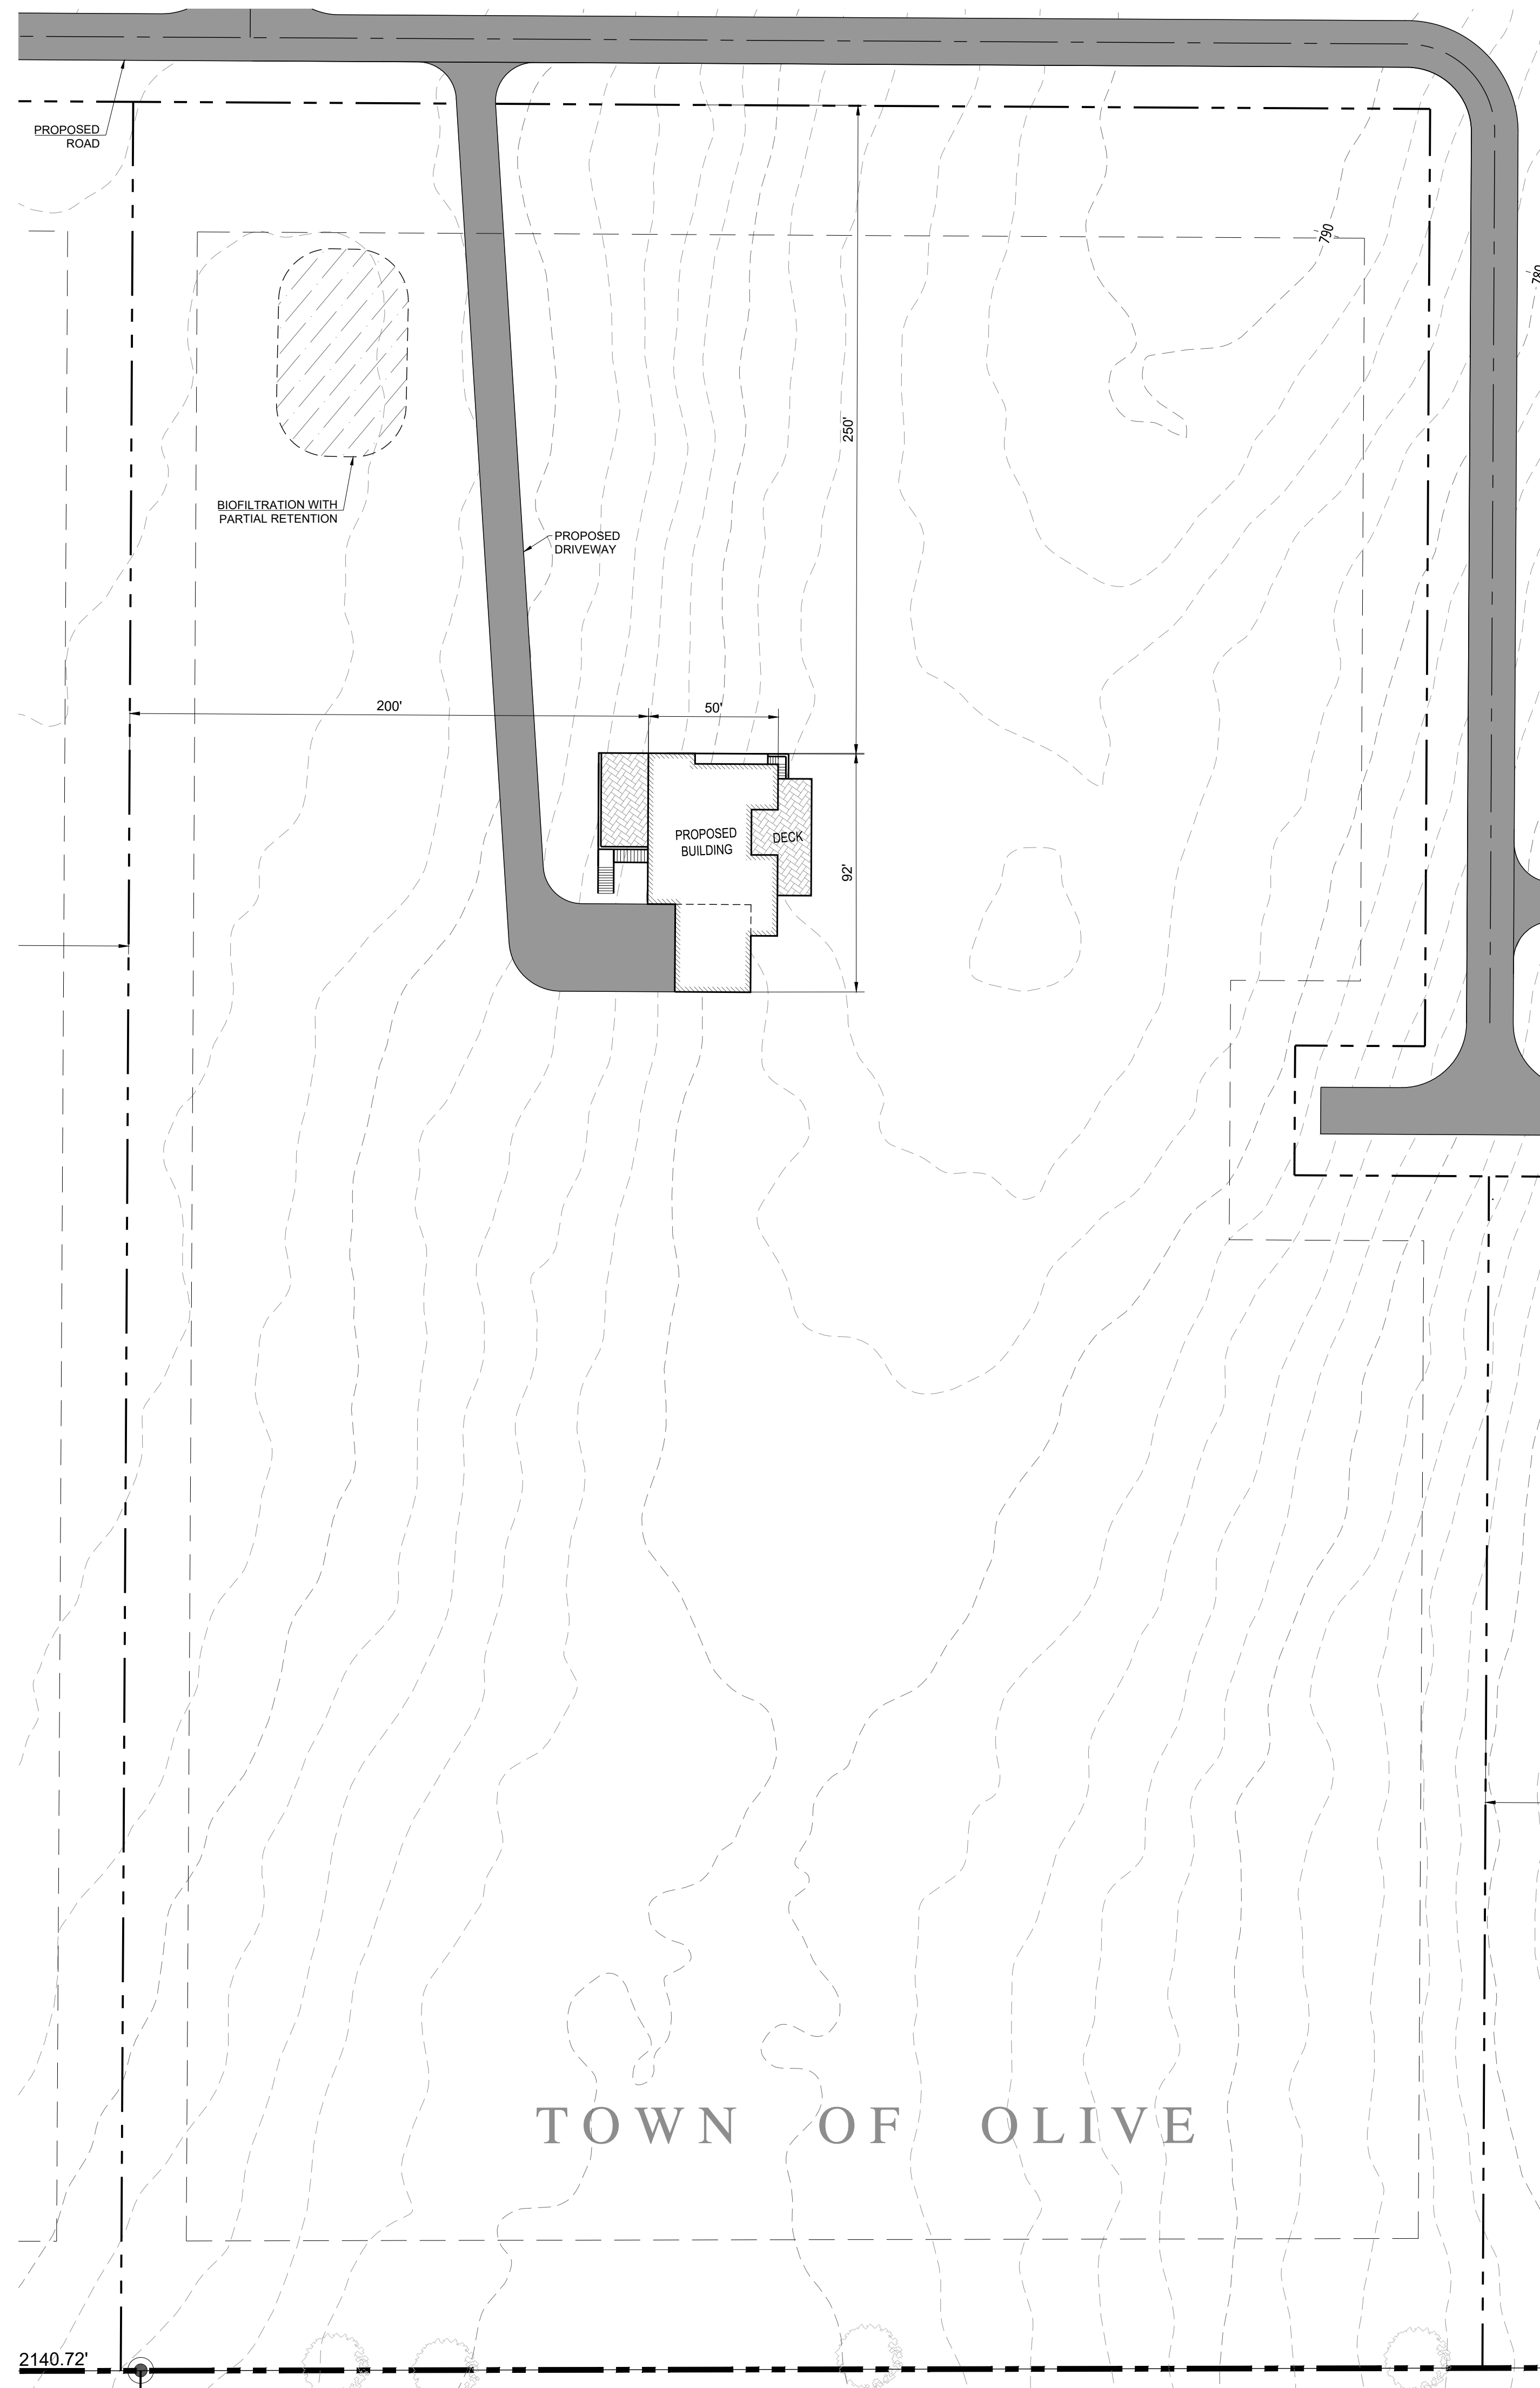 PROPOSED
ROAD
790
780
250'
BIOFILTRATION WITH
PARTIAL RETENTION
PROPOSED
DRIVEWAY
200'
50'
PROPOSED
BUILDING
DECK
92'
TOWN OF OLIVE
2140.72'